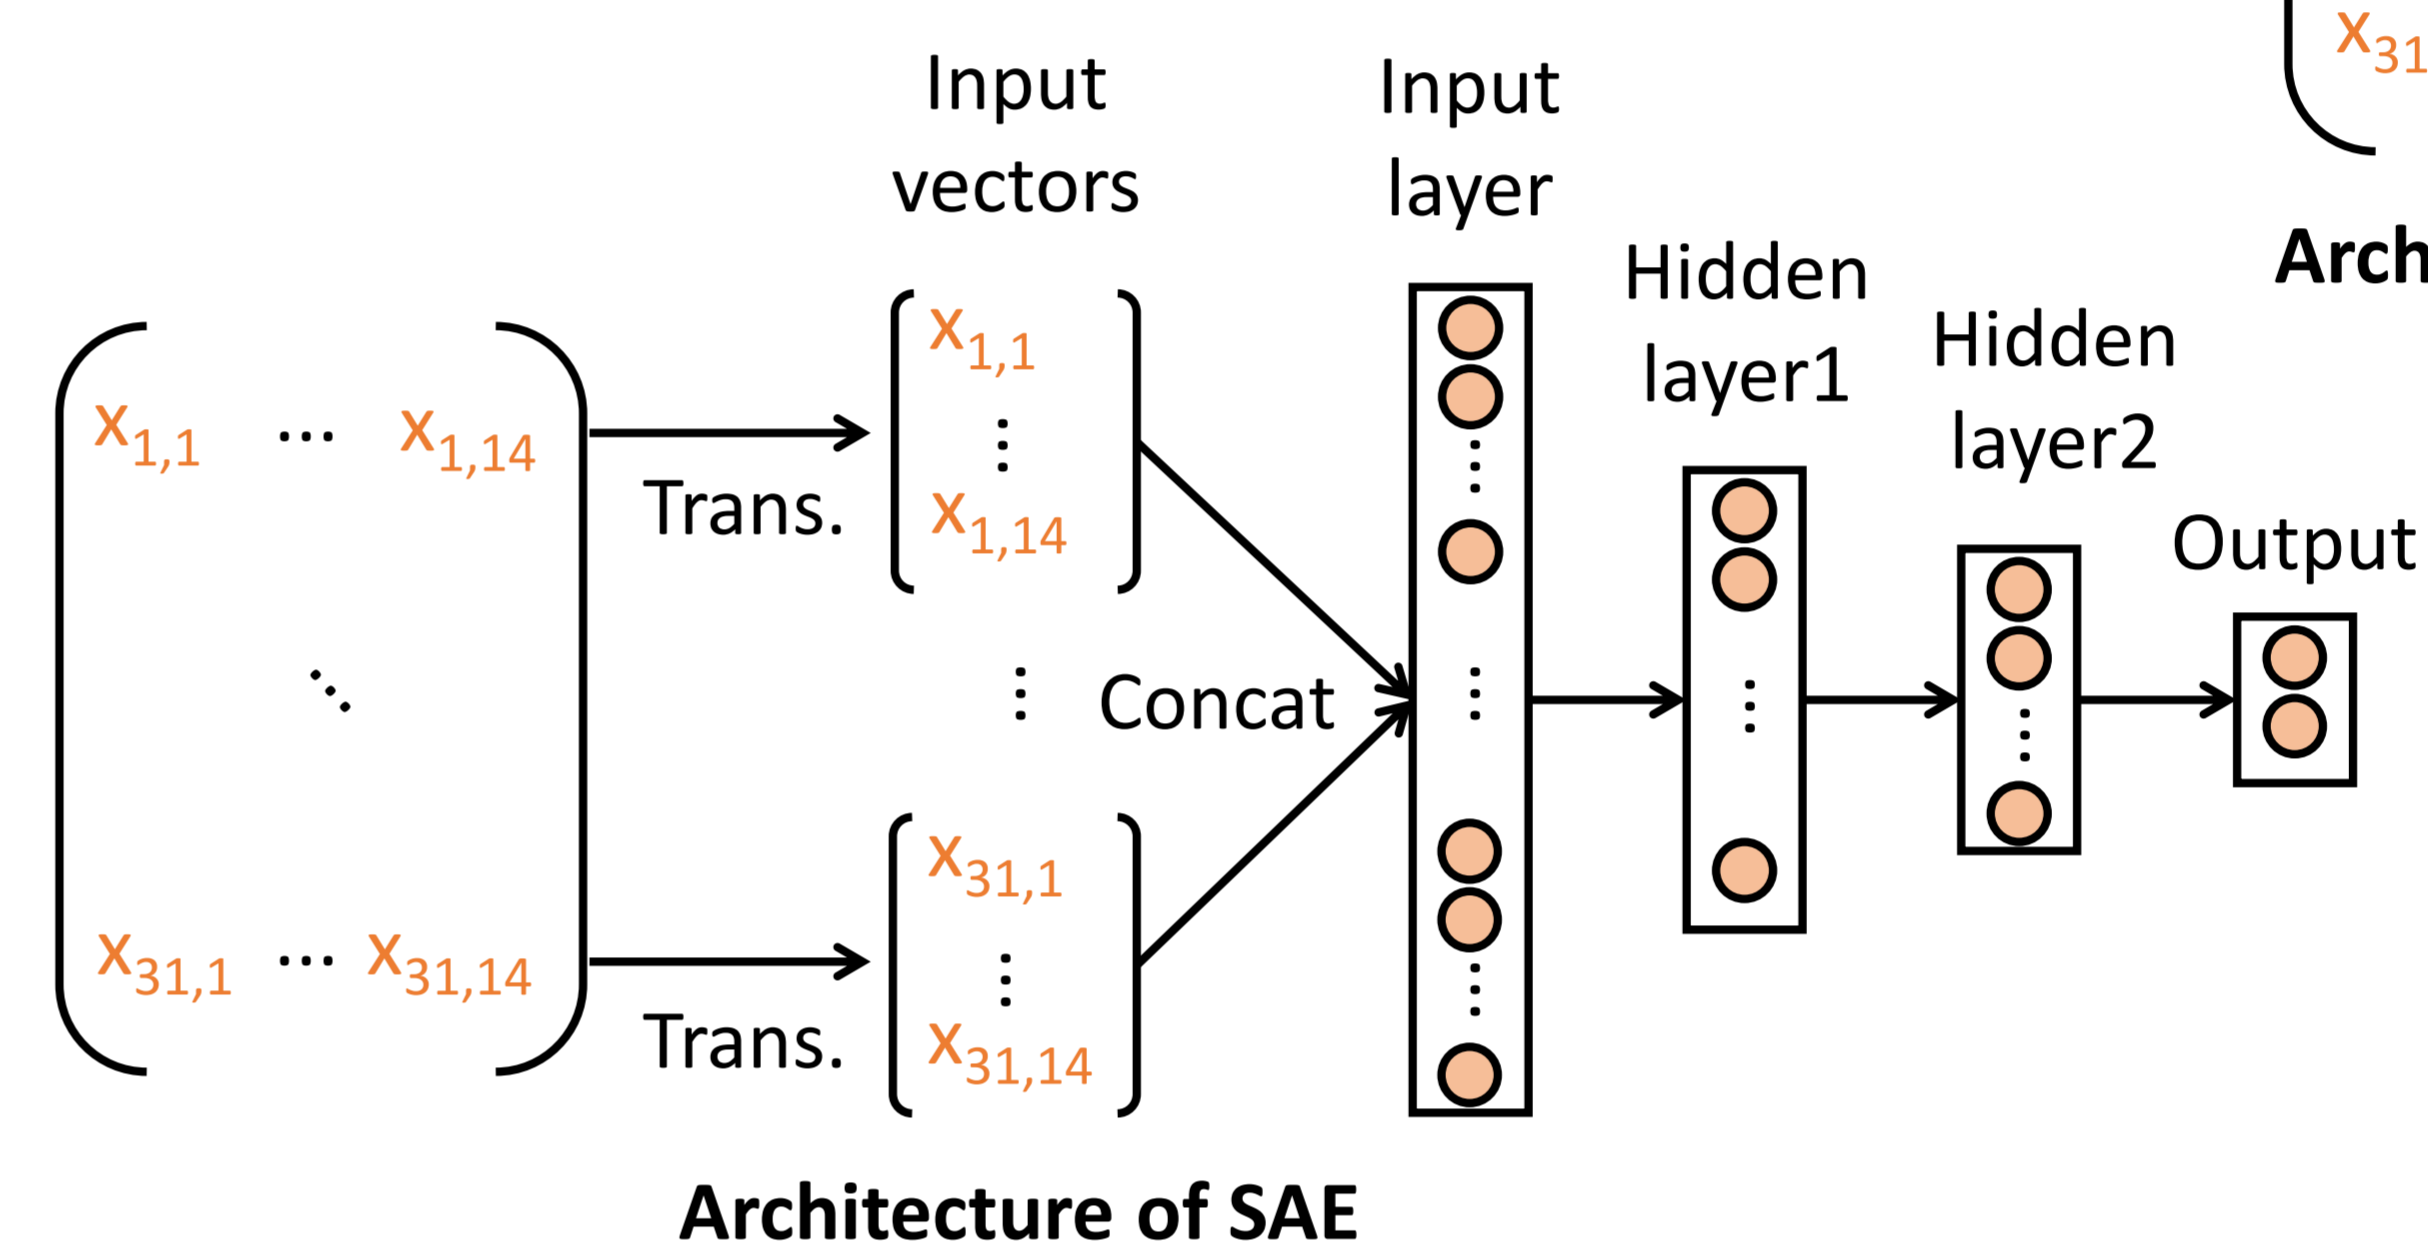 Input
vectors
Input
layer
Hidden
layer1
Hidden
layer2
Output
x1,1 ... x1,14
Trans.
x1,1
⋮
x1,14
⋱
⋮
Concat
x31,1 ... x31,14
Trans.
x31,1
⋮
x31,14
x31
Arch
Architecture of SAE